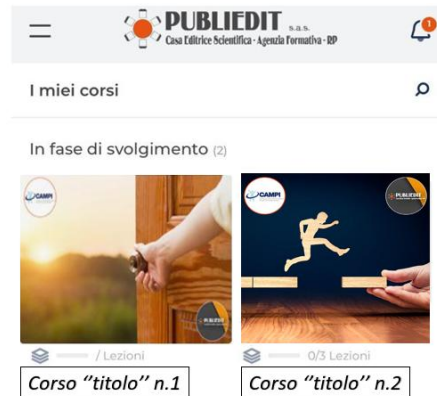 PUBLIEDIT s.a.s.
Casa Editrice Scientifica - Agenzia Formativa - RP
1
I miei corsi
In fase di svolgimento (2)
CAMPI
CAMPI
PUBLIEDIT
/ Lezioni
0/3 Lezioni
Corso ‘‘titolo’’ n.1
Corso ‘‘titolo’’ n.2